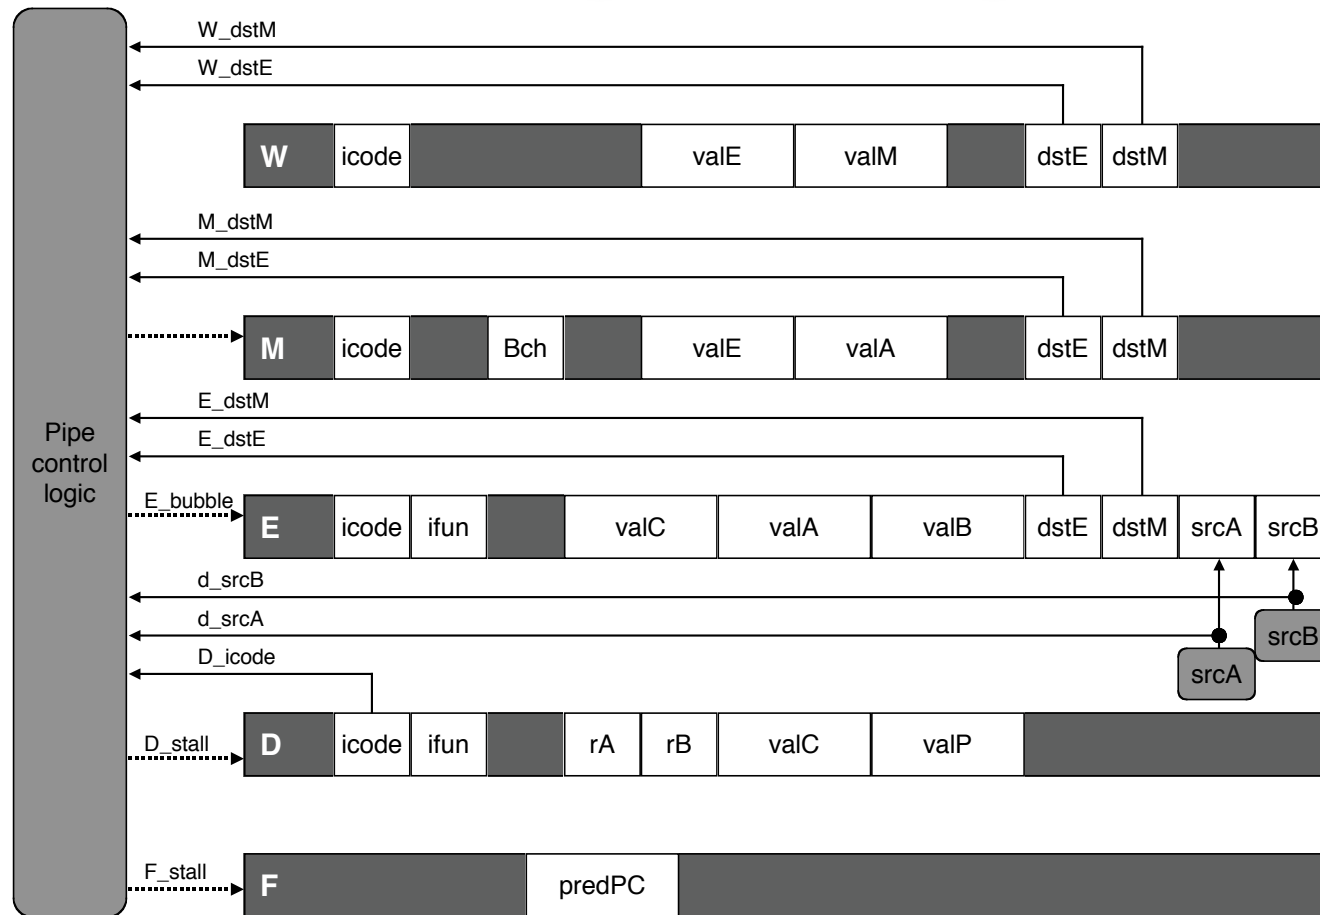 W_dstM
W_dstE
W icode valE valM dstE dstM
M_dstM
M_dstE
M icode Bch valE valA dstE dstM
E_dstM
E_dstE
Pipe
control
logic
E_bubble
E icode ifun valC valA valB dstE dstM srcA srcB
d_srcB
d_srcA
srcB
D_icode
srcA
D_stall
D icode ifun rA rB valC valP
F_stall
F predPC